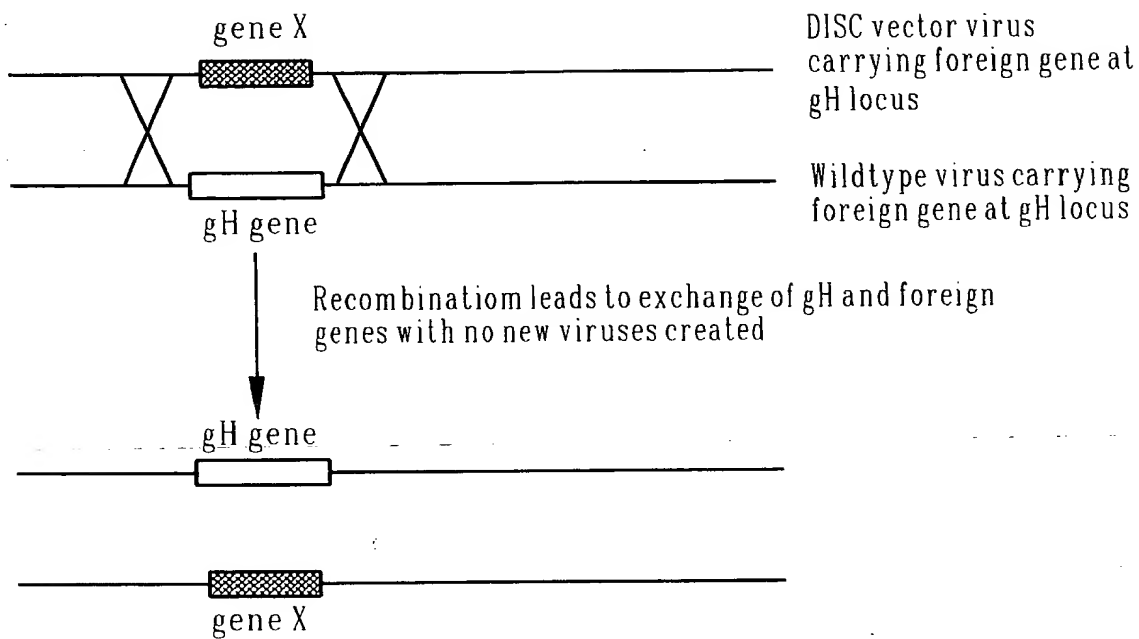 gene X
DISC vector virus
carrying foreign gene at
gH locus
Wildtype virus carrying
foreign gene at gH locus
gH gene
Recombinatiom leads to exchange of gH and foreign
genes with no new viruses created
gH gene
gene X